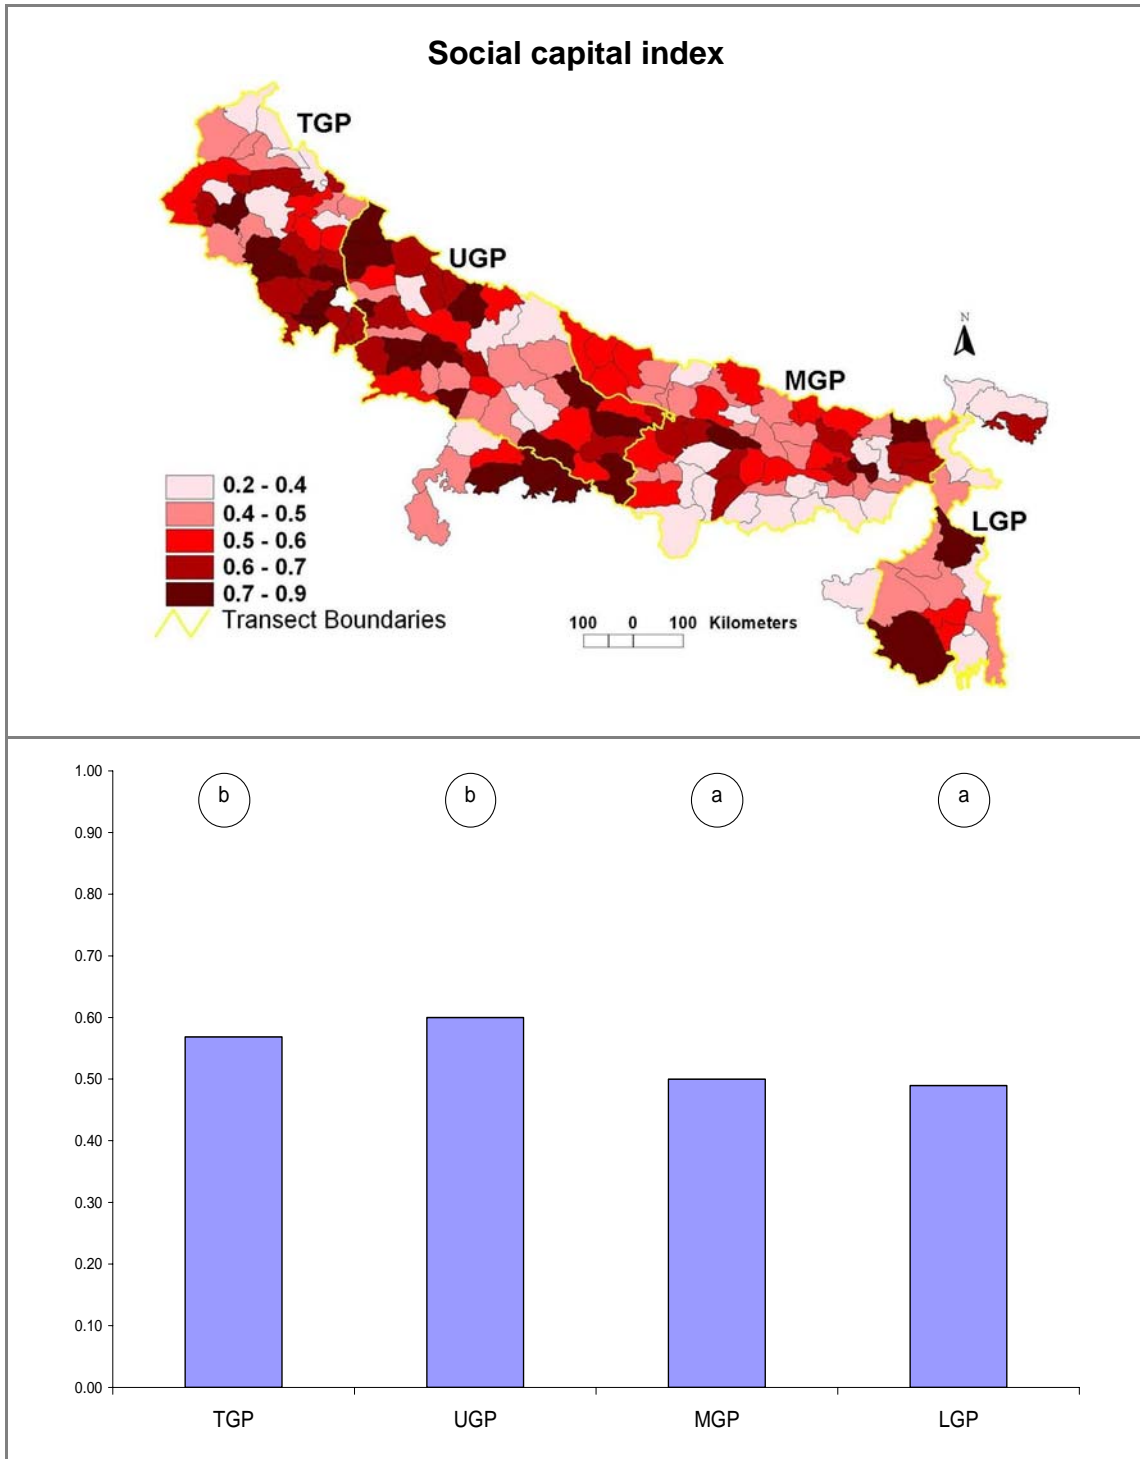 Social capital index
TGP
UGP
N
MGP
LGP
0.2 - 0.4
0.4 - 0.5
0.5 - 0.6
0.6 - 0.7
0.7 - 0.9
Transect Boundaries
100 0 100 Kilometers
b b a a
1.00
0.90
0.80
0.70
0.60
0.50
0.40
0.30
0.20
0.10
0.00
TGP UGP MGP LGP